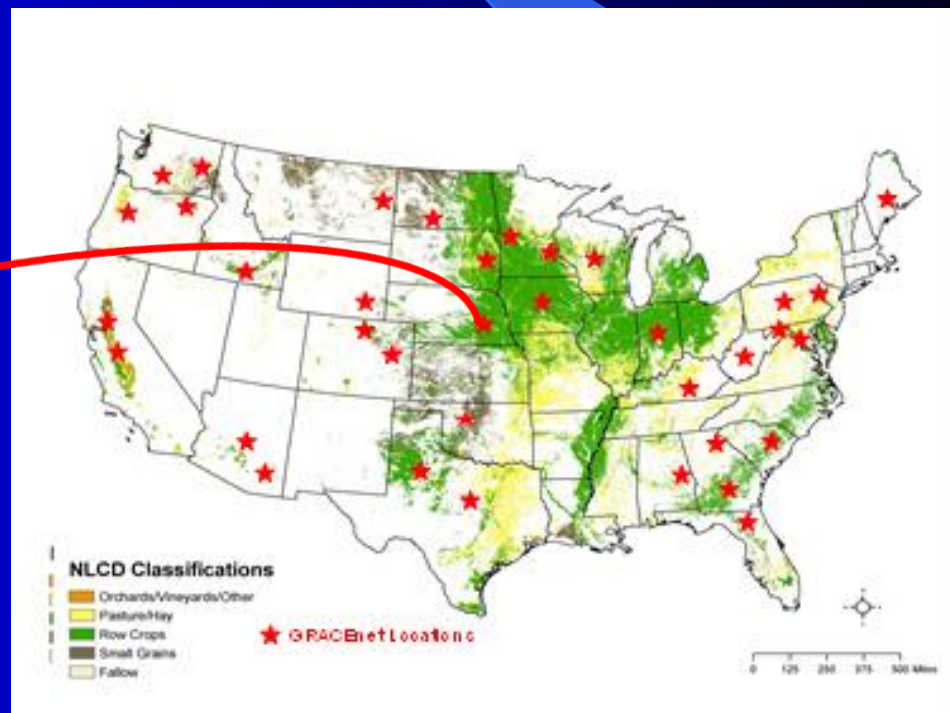 NLCD Classifications
Orchards/Vineyards/Other
Pasture/Hay
Row Crops
Small Grains
Fallow
GRACEnet Locations
0 125 250 375 500 Miles